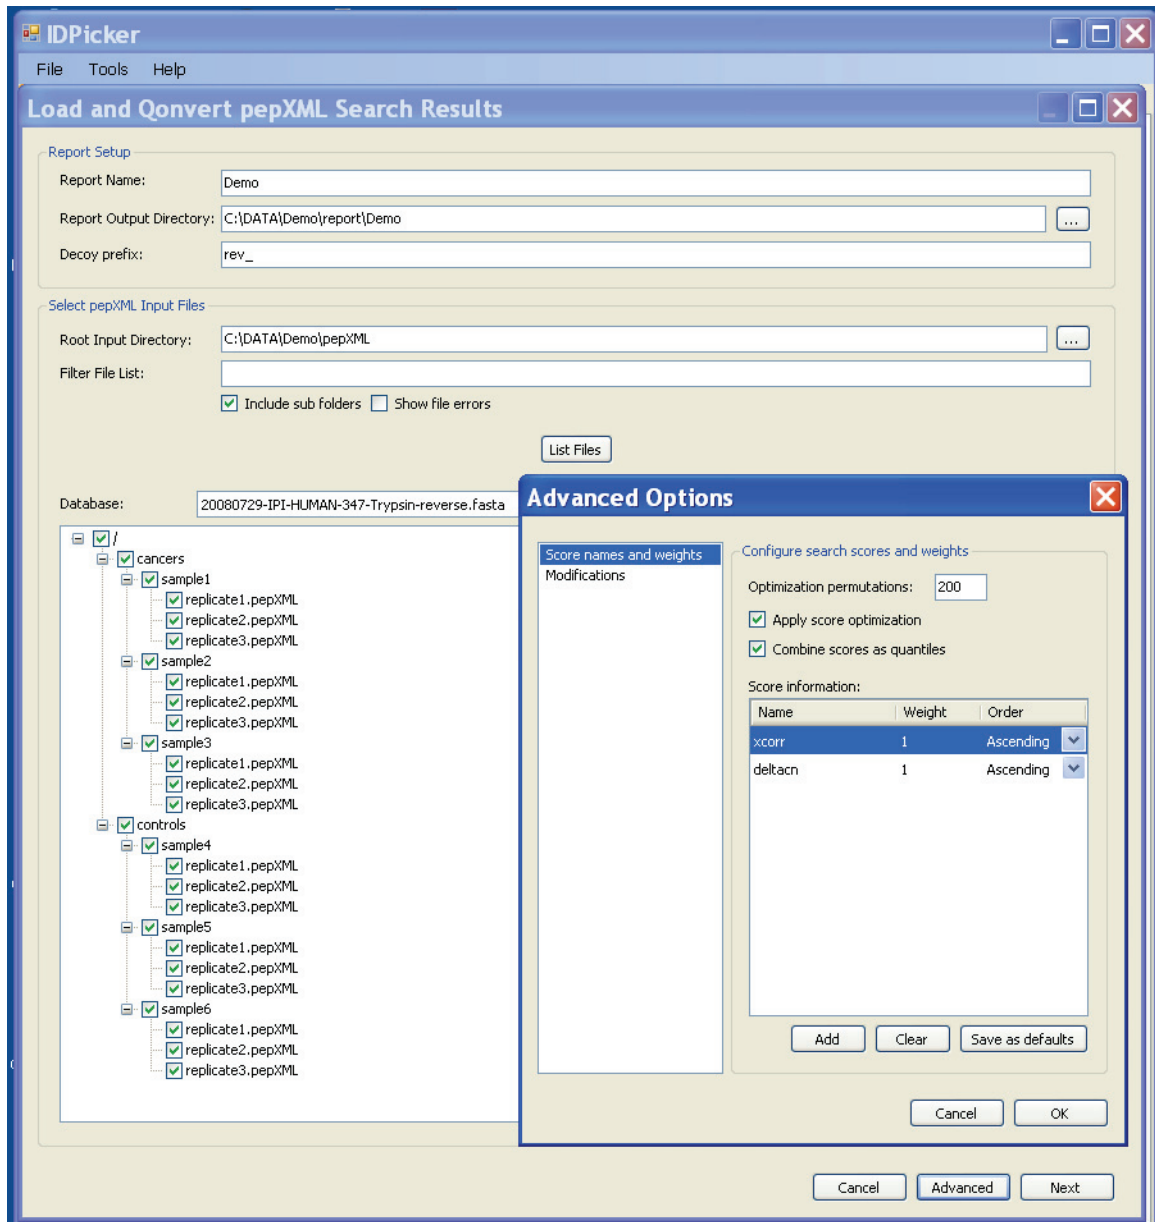 IDPicker
File Tools Help
Load and Qonvert pepXML Search Results
Report Setup
Report Name: Demo
Report Output Directory: C:\DATA\Demo\report\Demo ...
Decoy prefix: rev_
Select pepXML Input Files
Root Input Directory: C:\DATA\Demo\pepXML ...
Filter File List:
Include sub folders Show file errors
List Files
Database: 20080729-IPI-HUMAN-347-Trypsin-reverse.fasta
/
cancers
sample1
replicate1.pepXML
replicate2.pepXML
replicate3.pepXML
sample2
replicate1.pepXML
replicate2.pepXML
replicate3.pepXML
sample3
replicate1.pepXML
replicate2.pepXML
replicate3.pepXML
controls
sample4
replicate1.pepXML
replicate2.pepXML
replicate3.pepXML
sample5
replicate1.pepXML
replicate2.pepXML
replicate3.pepXML
sample6
replicate1.pepXML
replicate2.pepXML
replicate3.pepXML
Advanced Options
Score names and weights
Modifications
Configure search scores and weights
Optimization permutations: 200
Apply score optimization
Combine scores as quantiles
Score information:
Name Weight Order
xcorr 1 Ascending
deltacn 1 Ascending
Add Clear Save as defaults
Cancel OK
Cancel Advanced Next